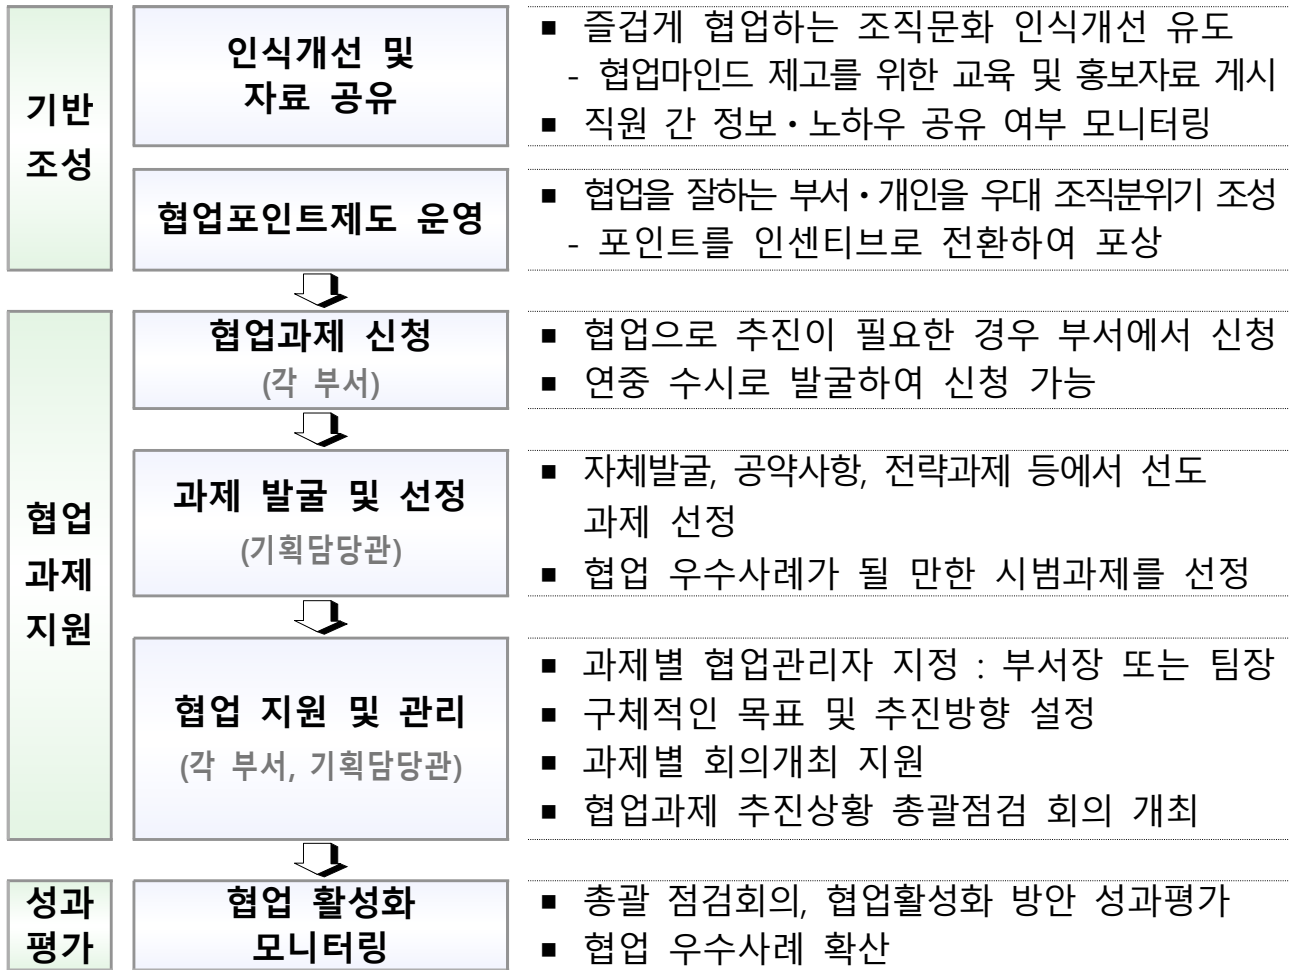 기반
조성
인식개선 및
자료 공유
■ 즐겁게 협업하는 조직문화 인식개선 유도
- 협업마인드 제고를 위한 교육 및 홍보자료 게시
■ 직원 간 정보・노하우 공유 여부 모니터링
협업포인트제도 운영
■ 협업을 잘하는 부서・개인을 우대 조직분위기 조성
- 포인트를 인센티브로 전환하여 포상
협업
과제
지원
협업과제 신청
(각 부서)
■ 협업으로 추진이 필요한 경우 부서에서 신청
■ 연중 수시로 발굴하여 신청 가능
과제 발굴 및 선정
(기획담당관)
■ 자체발굴, 공약사항, 전략과제 등에서 선도
과제 선정
■ 협업 우수사례가 될 만한 시범과제를 선정
협업 지원 및 관리
(각 부서, 기획담당관)
■ 과제별 협업관리자 지정 : 부서장 또는 팀장
■ 구체적인 목표 및 추진방향 설정
■ 과제별 회의개최 지원
■ 협업과제 추진상황 총괄점검 회의 개최
성과
평가
협업 활성화
모니터링
■ 총괄 점검회의, 협업활성화 방안 성과평가
■ 협업 우수사례 확산